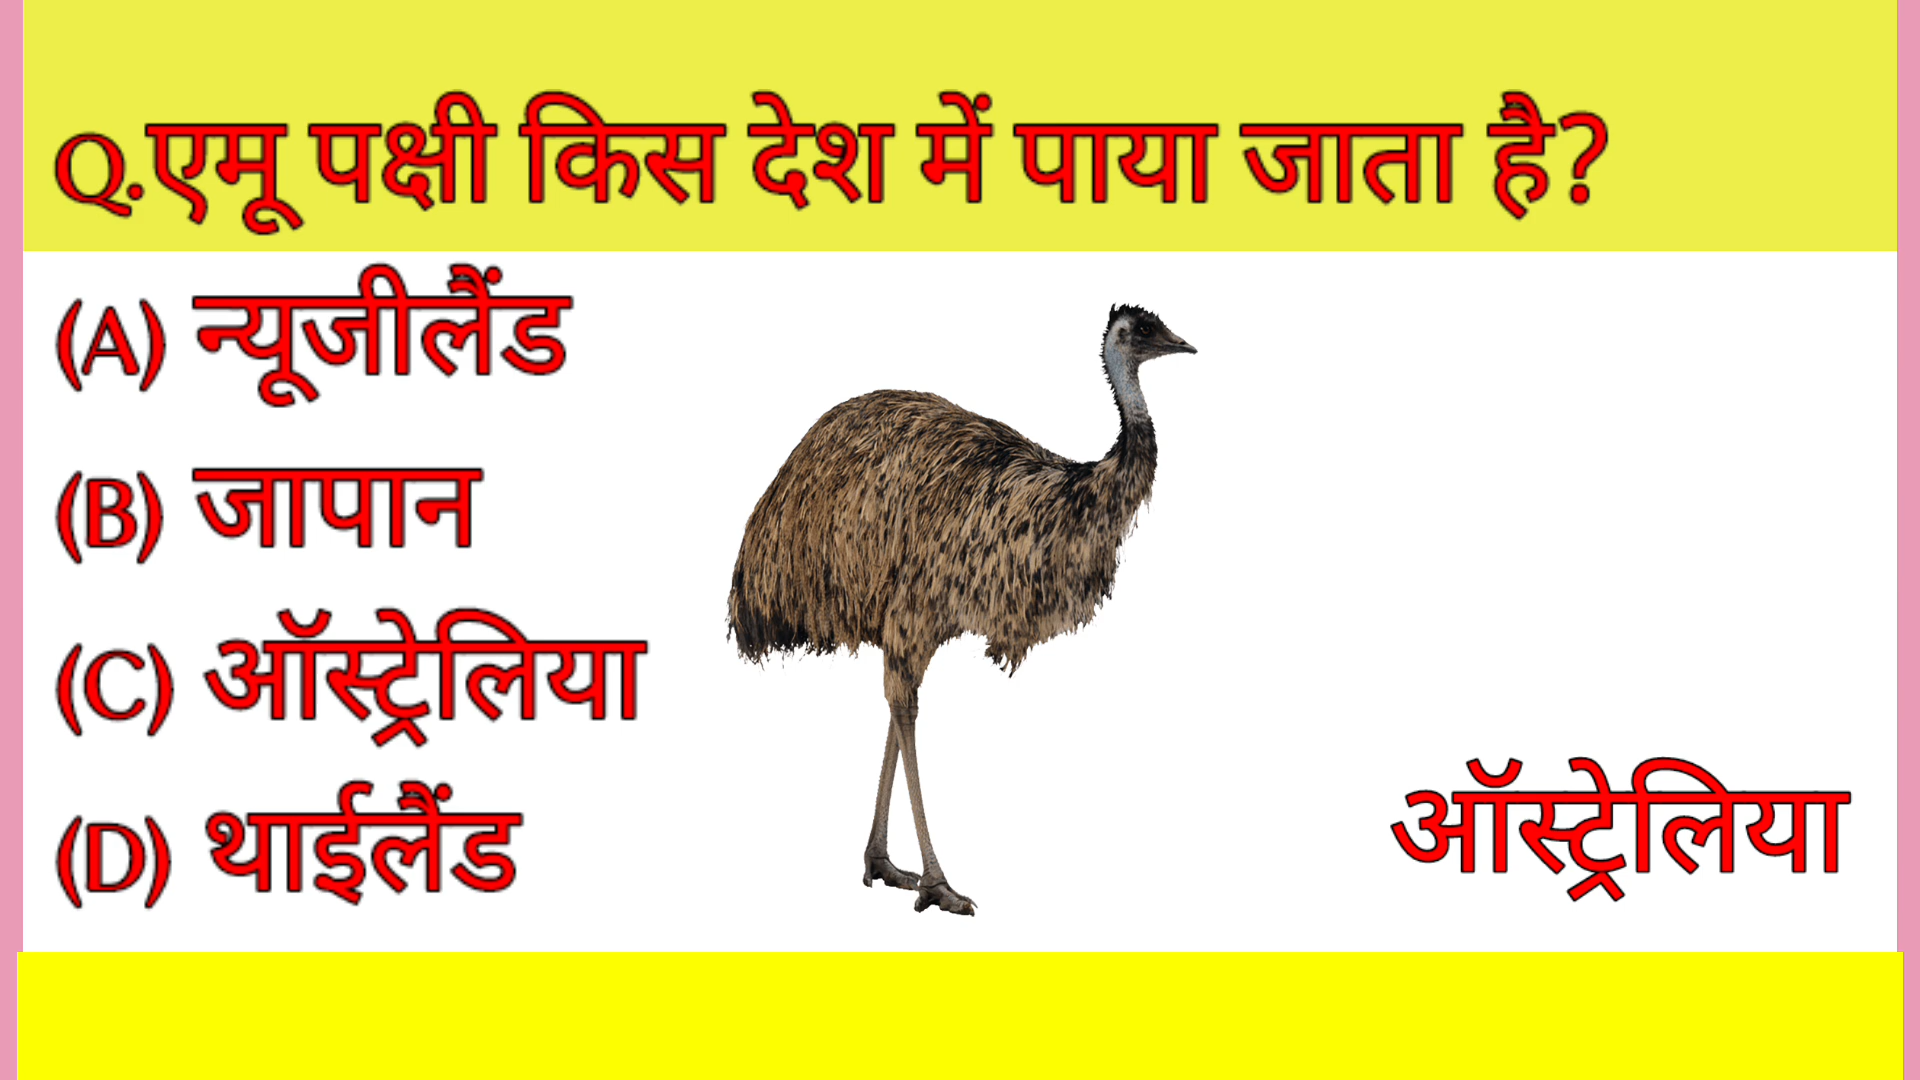 Q.एमू पक्षी किस देश में पाया जाता है?
(A) न्यूजीलैंड
(B) जापान
(C) ऑस्ट्रेलिया
(D) थाईलैंड
ऑस्ट्रेलिया